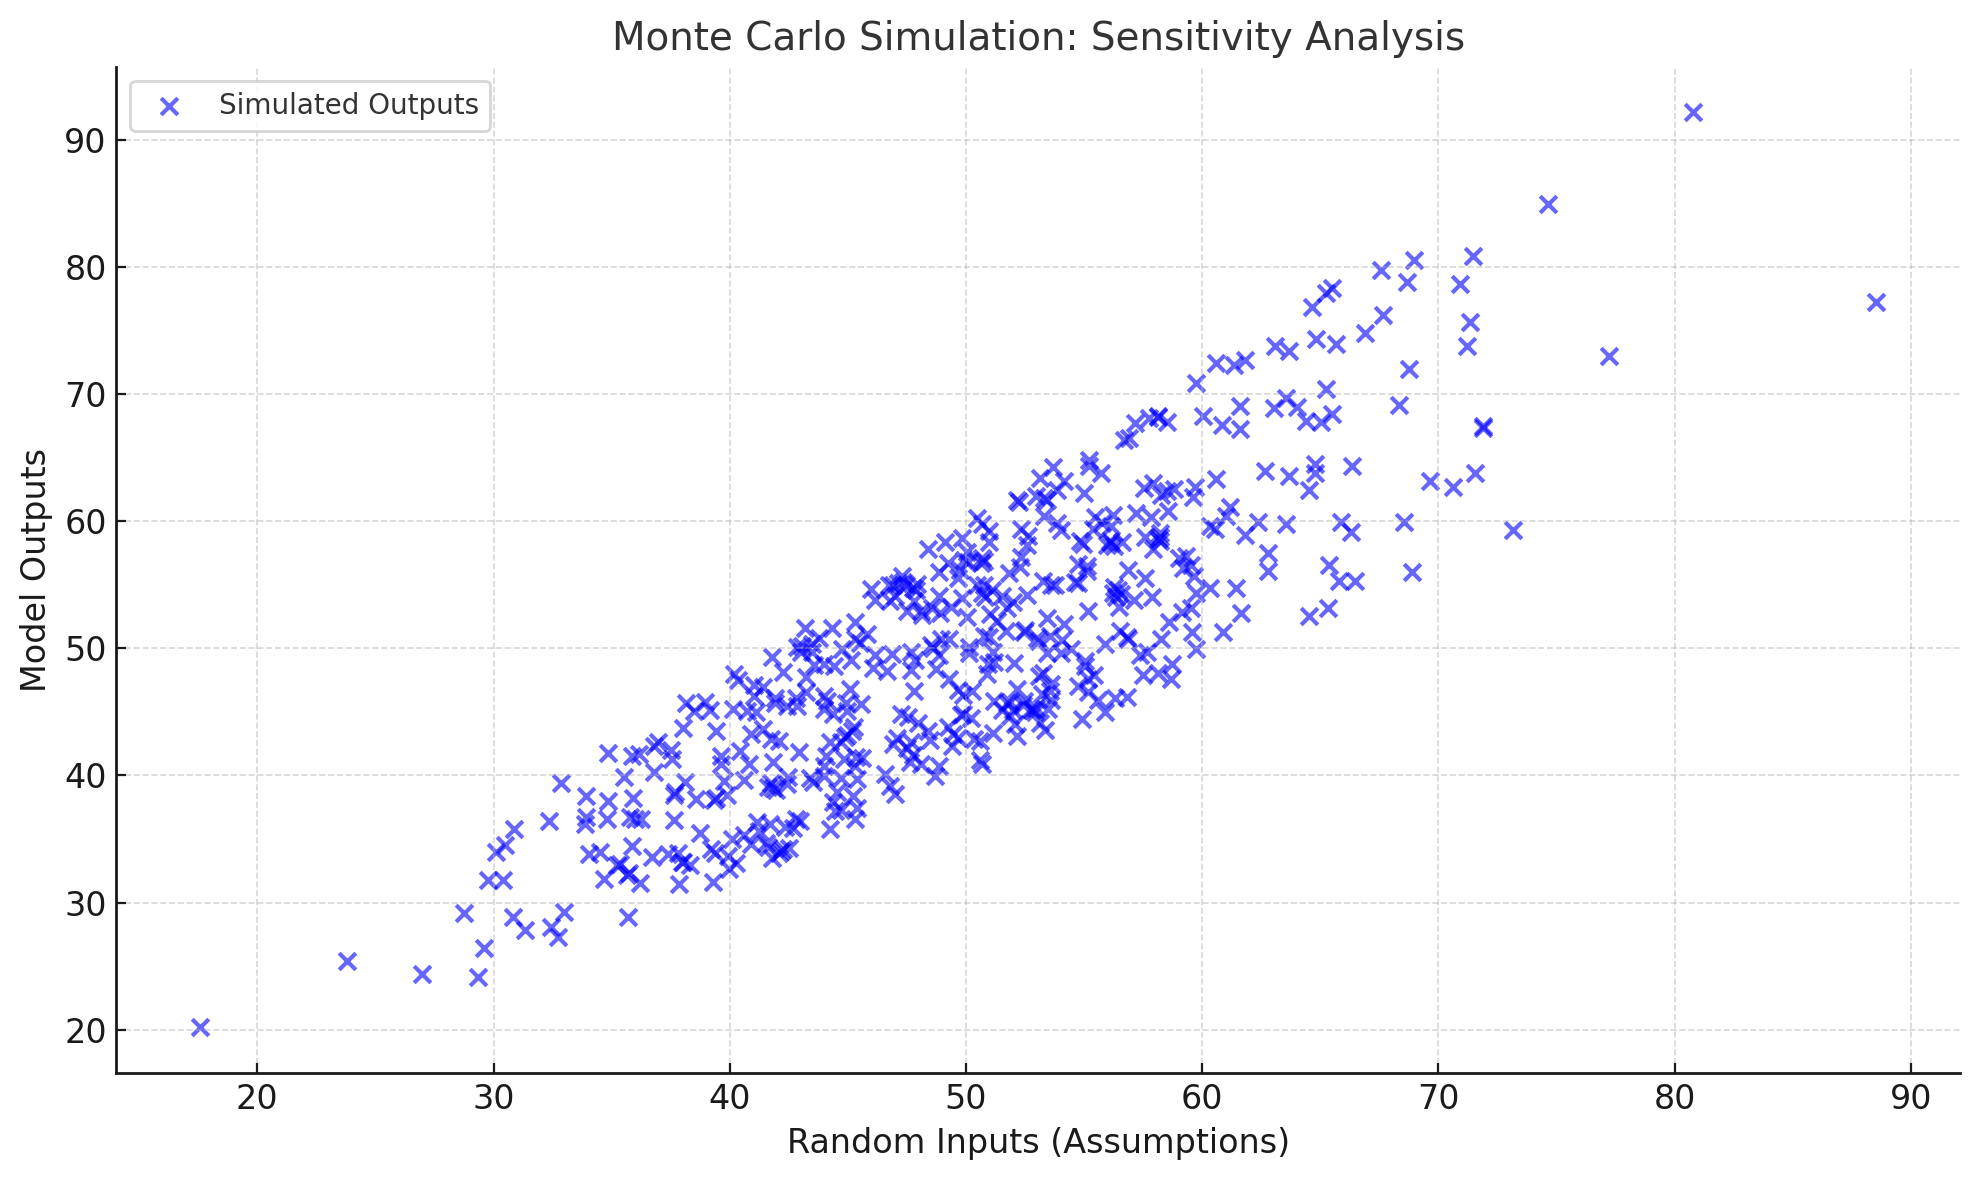 Monte Carlo Simulation: Sensitivity Analysis
Simulated Outputs
Model Outputs
90
80
70
60
50
40
30
20
20 30 40 50 60 70 80 90
Random Inputs (Assumptions)